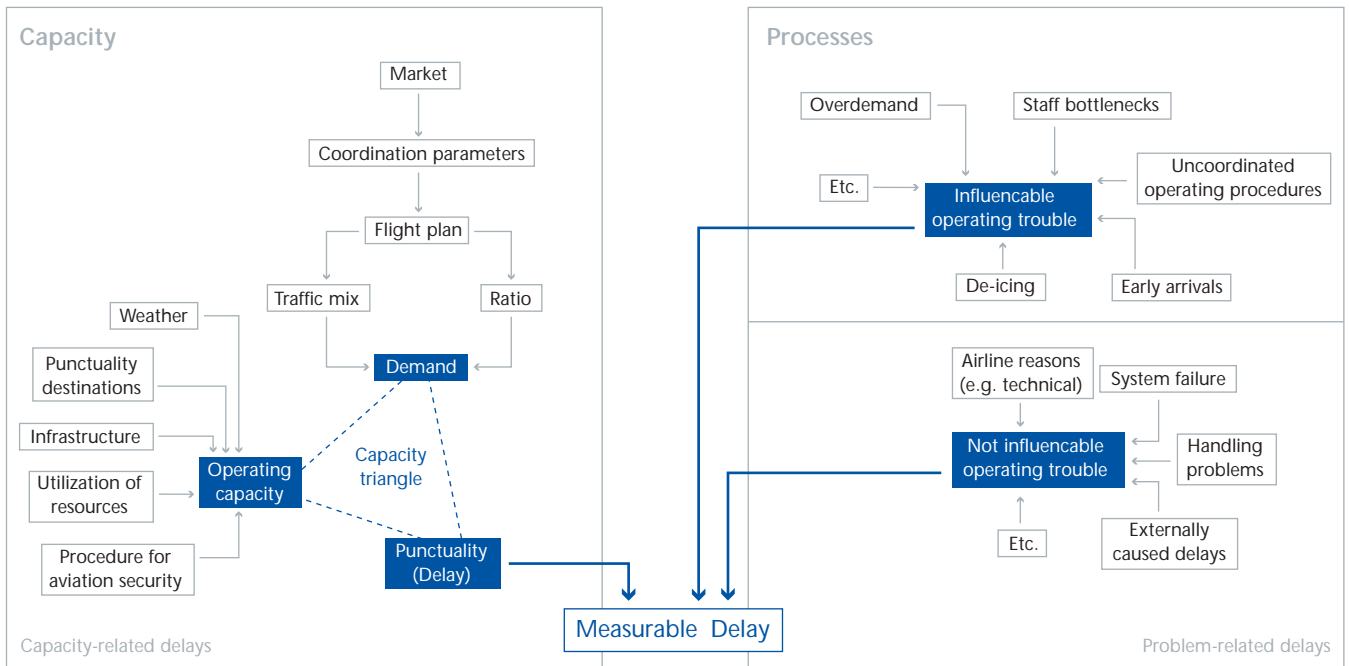 Capacity
Market
Coordination parameters
Flight plan
Traffic mix
Ratio
Weather
Punctuality
destinations
Demand
Infrastructure
Capacity
triangle
Operating
capacity
Utilization of
resources
Punctuality
(Delay)
Procedure for
aviation security
Capacity-related delays
Processes
Overdemand
Staff bottlenecks
Uncoordinated
operating procedures
Etc.
Influencable
operating trouble
De-icing
Early arrivals
Airline reasons
(e.g. technical)
System failure
Not influencable
operating trouble
Handling
problems
Etc.
Externally
caused delays
Measurable Delay
Problem-related delays